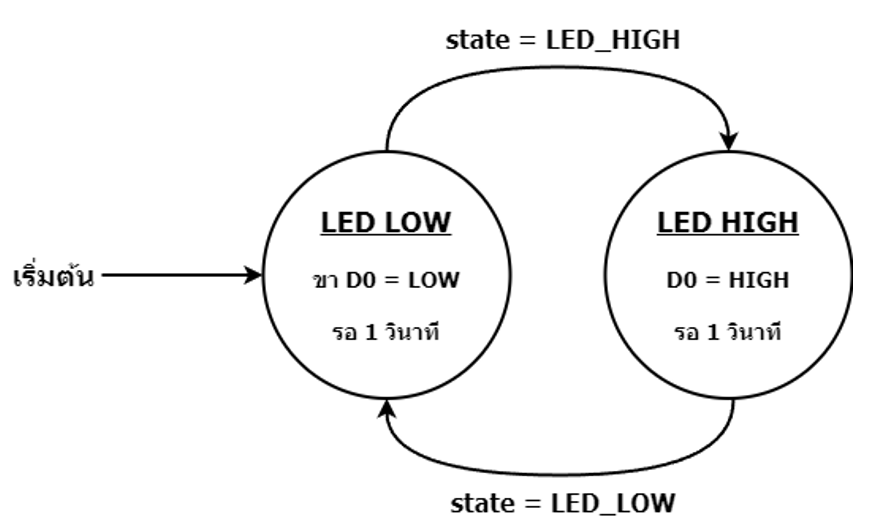 state = LED_HIGH
เริ่มต้น
LED LOW
ขา D0 = LOW
รอ 1 วินาที
LED HIGH
D0 = HIGH
รอ 1 วินาที
state = LED_LOW